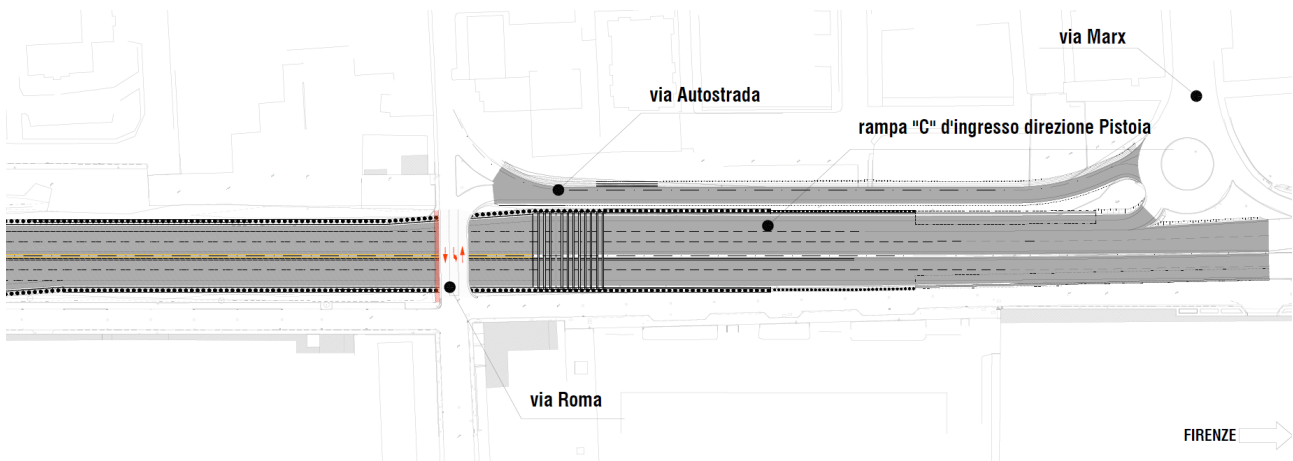 via Marx
via Autostrada
rampa "C" d'ingresso direzione Pistoia
via Roma
FIRENZE